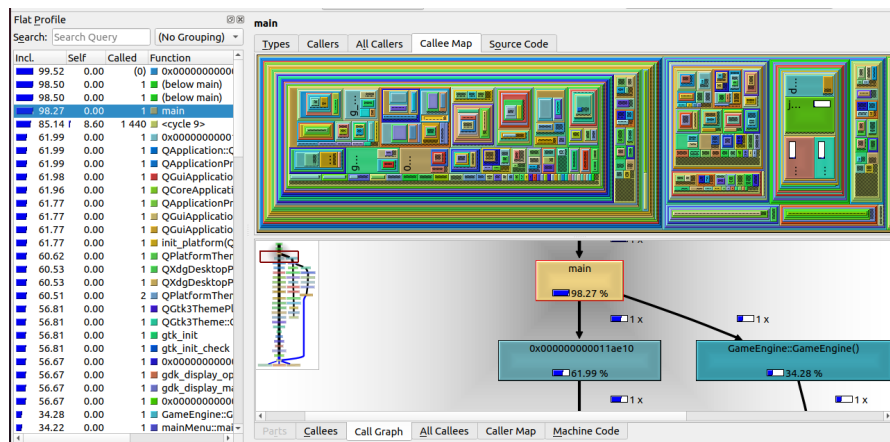 Flat Profile
Search: Search Query (No Grouping)
Incl. Self Called Function
99.52 0.00 (0) 0x0000000000
98.50 0.00 1 (below main)
98.50 0.00 1 (below main)
98.27 0.00 1 main
85.14 8.60 1 440 <cycle 9>
61.99 0.00 1 0x0000000001
61.99 0.00 1 QApplication::Q
61.99 0.00 1 QApplicationPr
61.98 0.00 1 QGuiApplicatio
61.96 0.00 1 QCoreApplicati
61.77 0.00 1 QApplicationPr
61.77 0.00 1 QGuiApplicatio
61.77 0.00 1 QGuiApplicatio
61.77 0.00 1 init_platform(Q
60.62 0.00 1 QPlatformTher
60.53 0.00 1 QXdgDesktopP
60.53 0.00 1 QXdgDesktopP
60.51 0.00 2 QPlatformTher
56.81 0.00 1 QGtk3ThemePl
56.81 0.00 1 QGtk3Theme::Q
56.81 0.00 1 gtk_init
56.81 0.00 1 gtk_init_check
56.67 0.00 1 0x0000000000
56.67 0.00 1 gdk_display_op
56.67 0.00 1 gdk_display_ma
56.67 0.00 1 0x0000000000
34.28 0.00 1 GameEngine::G
34.22 0.00 1 mainMenu::mai
main
Types Callers All Callers Callee Map Source Code
g...
g...
o...
d...
j...
...
...
1 x
main
98.27 %
1 x
1 x
0x000000000011ae10
61.99 %
GameEngine::GameEngine()
34.28 %
1 x
1 x
Parts Callees Call Graph All Callees Caller Map Machine Code